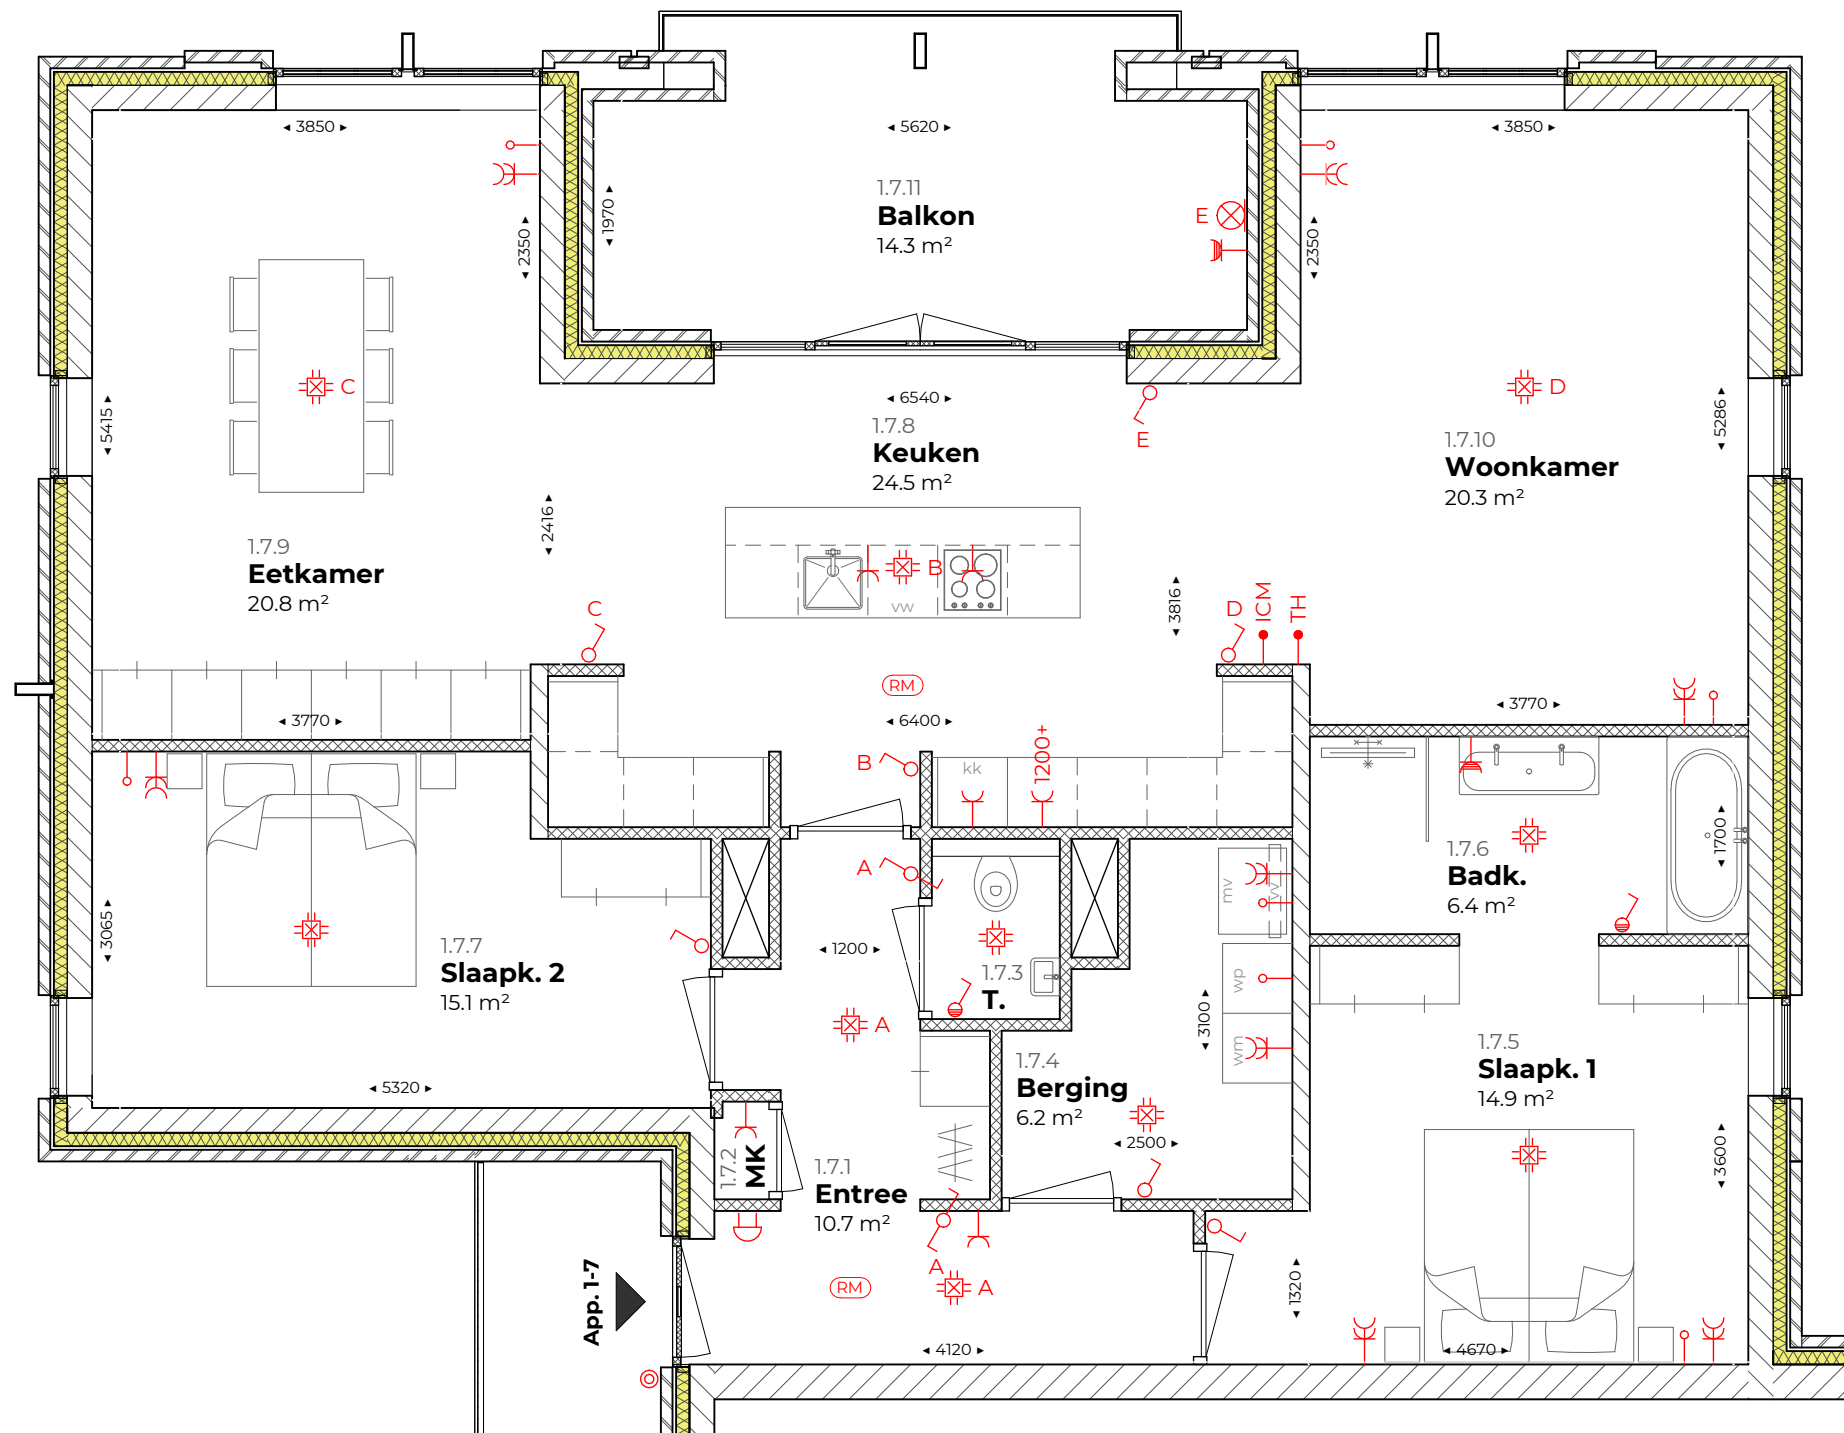 3850
5620
3850
1.7.11
Balkon
14.3 m²
1970
2350
E
2350
C
D
5415
6540
5286
1.7.8
Keuken
24.5 m²
E
1.7.10
Woonkamer
20.3 m²
2416
1.7.9
Eetkamer
20.8 m²
B
vw
C
3816
D
ICM
TH
RM
3770
6400
3770
1200+
B
kk
A
1700
1.7.6
Badk.
6.4 m²
mv
vv
3065
1.7.7
Slaapk. 2
15.1 m²
1200
1.7.3
T.
wp
A
3100
wm
1.7.4
Berging
6.2 m²
1.7.5
Slaapk. 1
14.9 m²
5320
2500
3600
1.7.2
MK
1.7.1
Entree
10.7 m²
A
A
RM
App. 1-7
1320
4120
4670